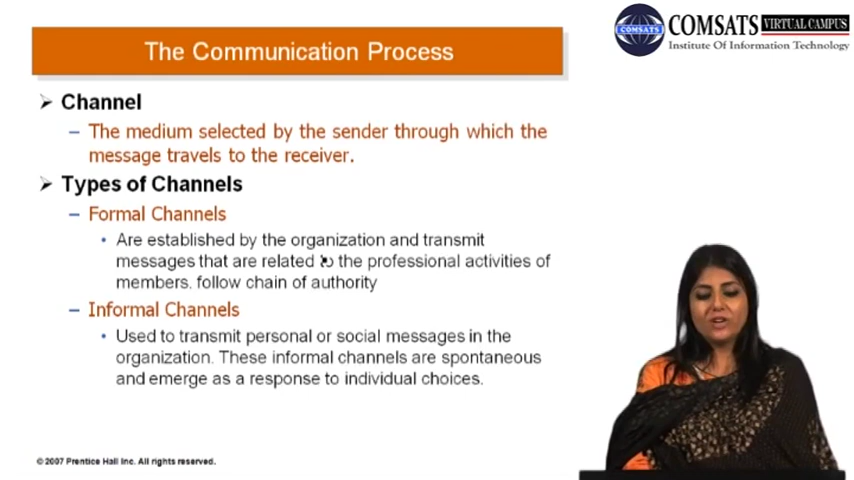 COMSATS
COMSATS VIRTUAL CAMPUS
Institute Of Information Technology
The Communication Process
Channel
– The medium selected by the sender through which the
message travels to the receiver.
Types of Channels
– Formal Channels
• Are established by the organization and transmit
messages that are related to the professional activities of
members. follow chain of authority
– Informal Channels
• Used to transmit personal or social messages in the
organization. These informal channels are spontaneous
and emerge as a response to individual choices.
© 2007 Prentice Hall Inc. All rights reserved.